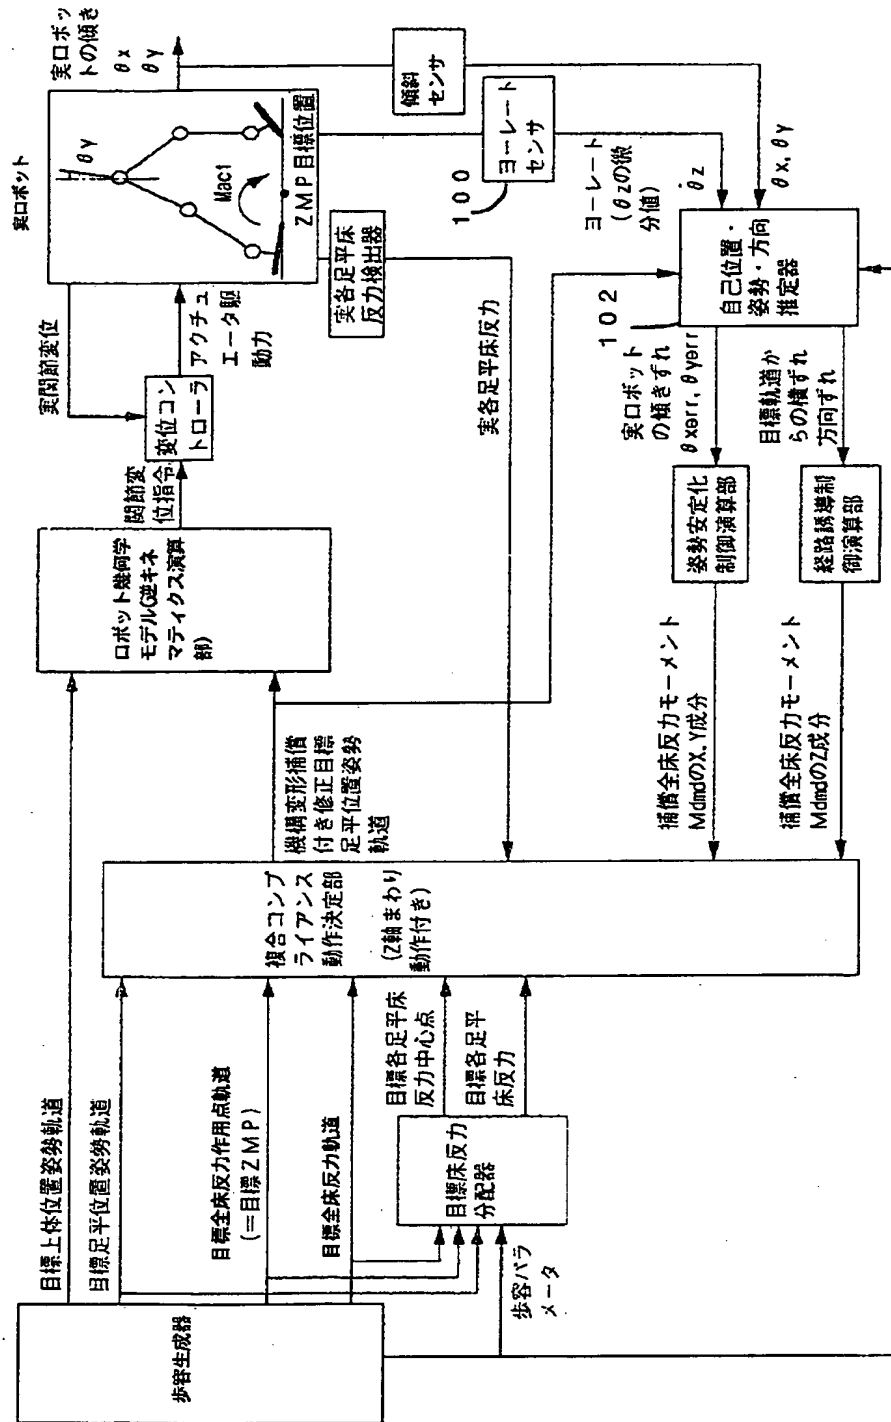 歩容生成器
目標上体位置姿勢軌道
目標足平位置姿勢軌道
目標全床反力作用点軌道
(=目標ZMP)
目標全床反力軌道
歩容パラ
メータ
目標床反力
分配器
目標各足平床
反力中心点
目標各足平
床反力
複合コンプ
ライアンス
動作決定部
(Z軸まわり
動作付き)
機構変形補償
付き修正目標
足平位置姿勢
軌道
ロボット幾何学
モデル(逆キネ
マティクス演算
部)
関節変
位指令
変位コン
トローラ
実関節変位
アクチュ
エータ駆
動力
実ロボット
θy
Mact
ZMP目標位置
実ロボッ
トの傾き
θx
θy
傾斜
センサ
ヨーレート
センサ
100
ヨーレート
(θzの微
分値)
θ̇z
θx, θy
実各足平床
反力検出器
実各足平床反力
自己位置・
姿勢・方向
推定器
102
実ロボット
の傾きずれ
θxerr, θyerr
目標軌道か
らの横ずれ
方向ずれ
姿勢安定化
制御演算部
経路誘導制
御演算部
補償全床反力モーメント
MdmdのX,Y成分
補償全床反力モーメント
MdmdのZ成分